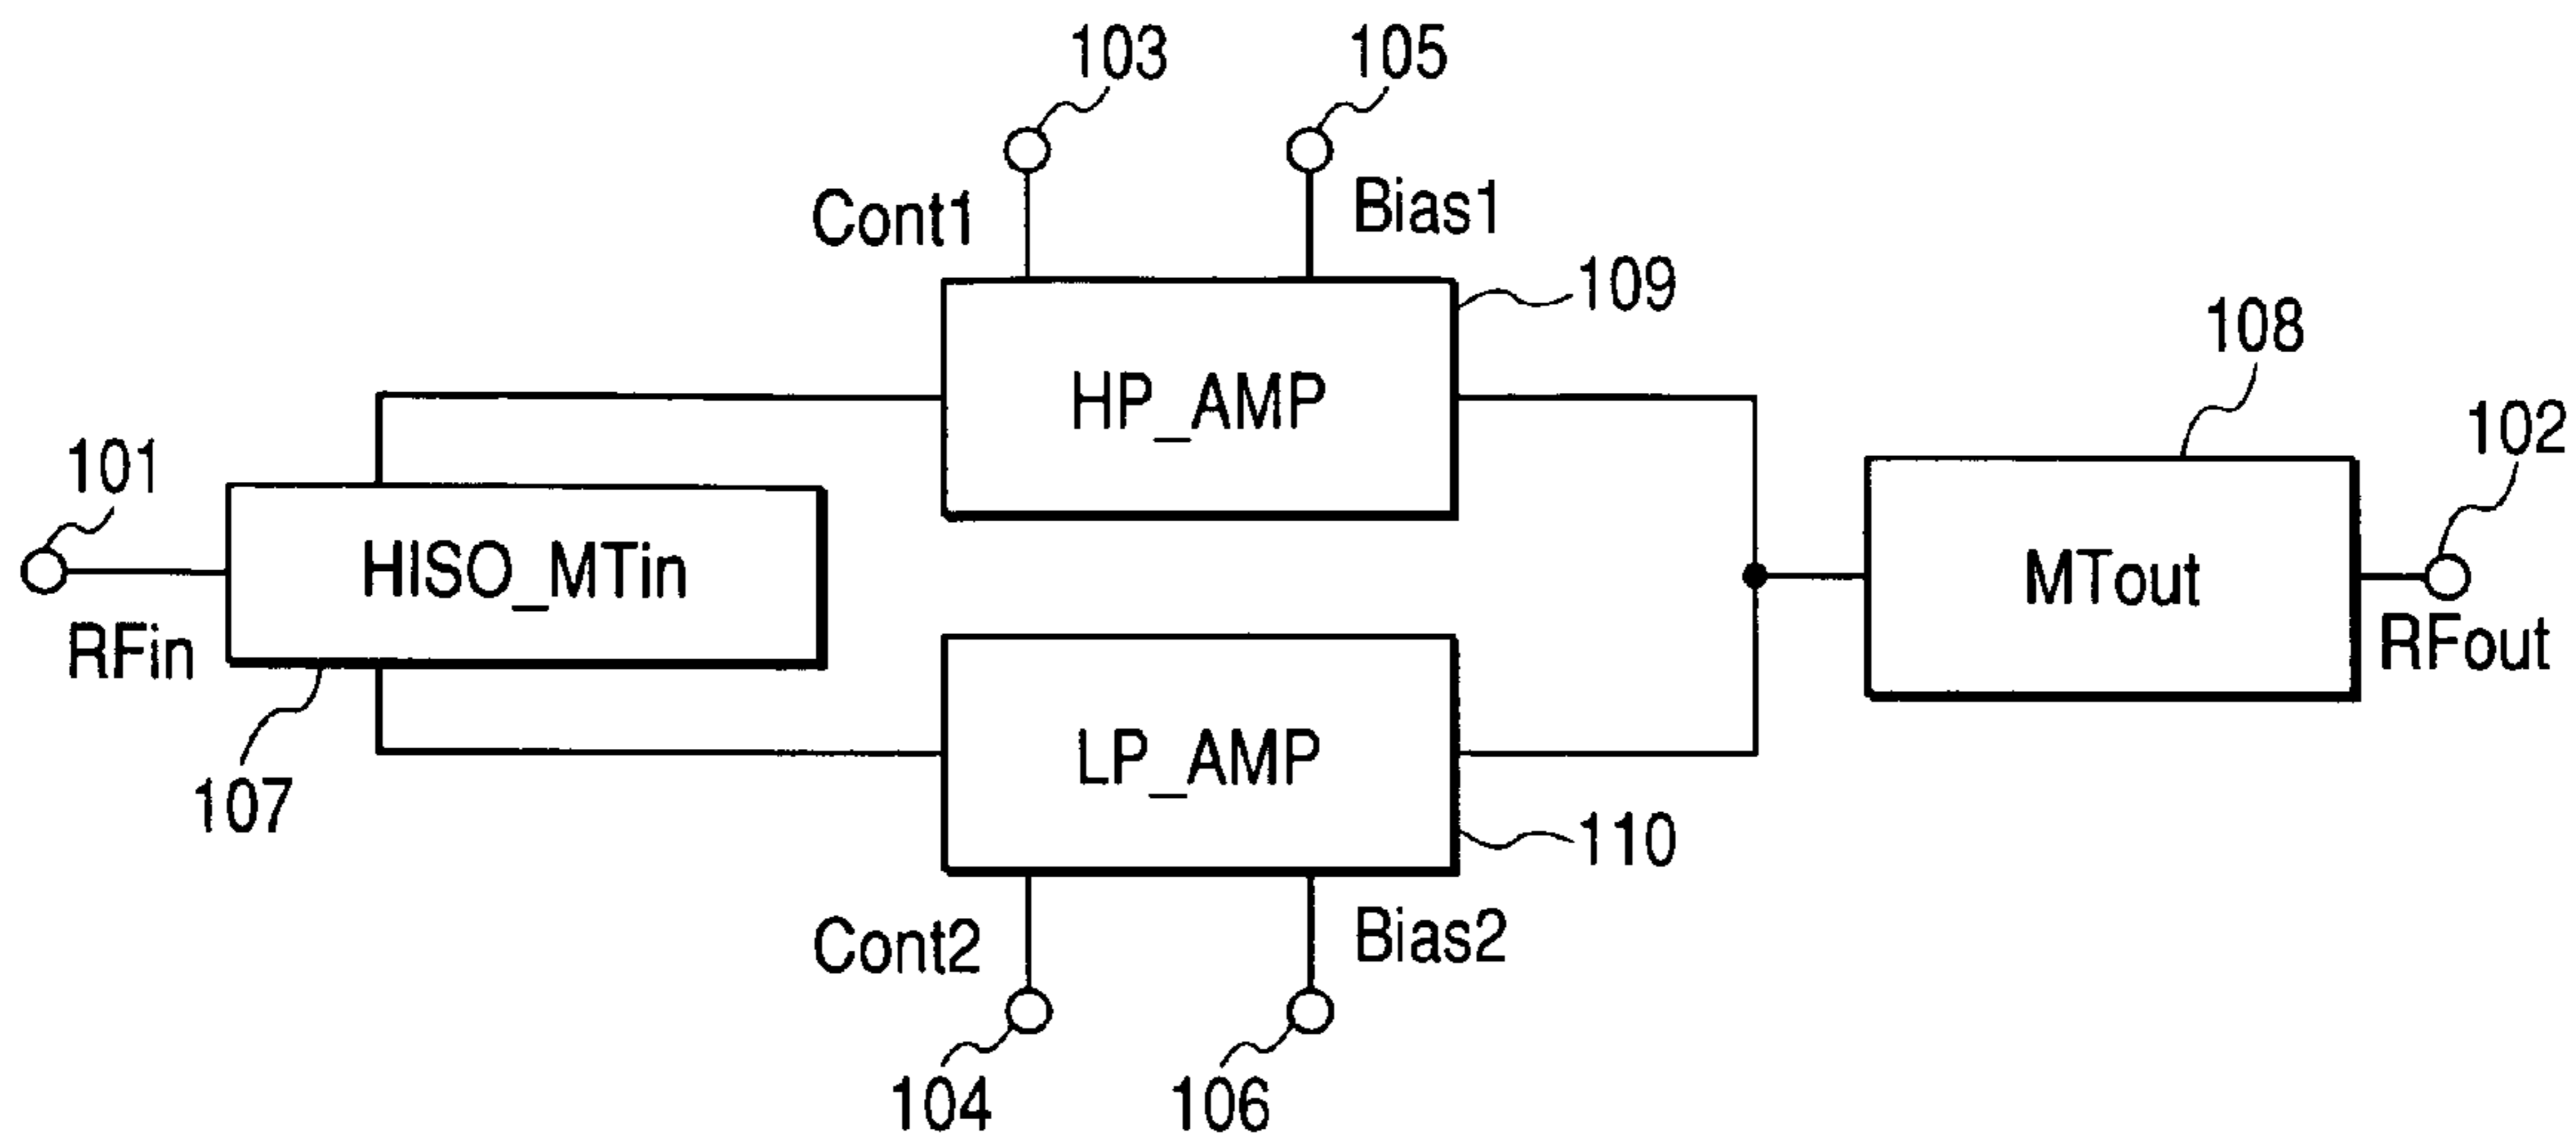 103
105
Cont1
Bias1
109
HP_AMP
108
102
101
HISO_MTin
MTout
RFin
RFout
107
LP_AMP
110
Cont2
Bias2
104
106